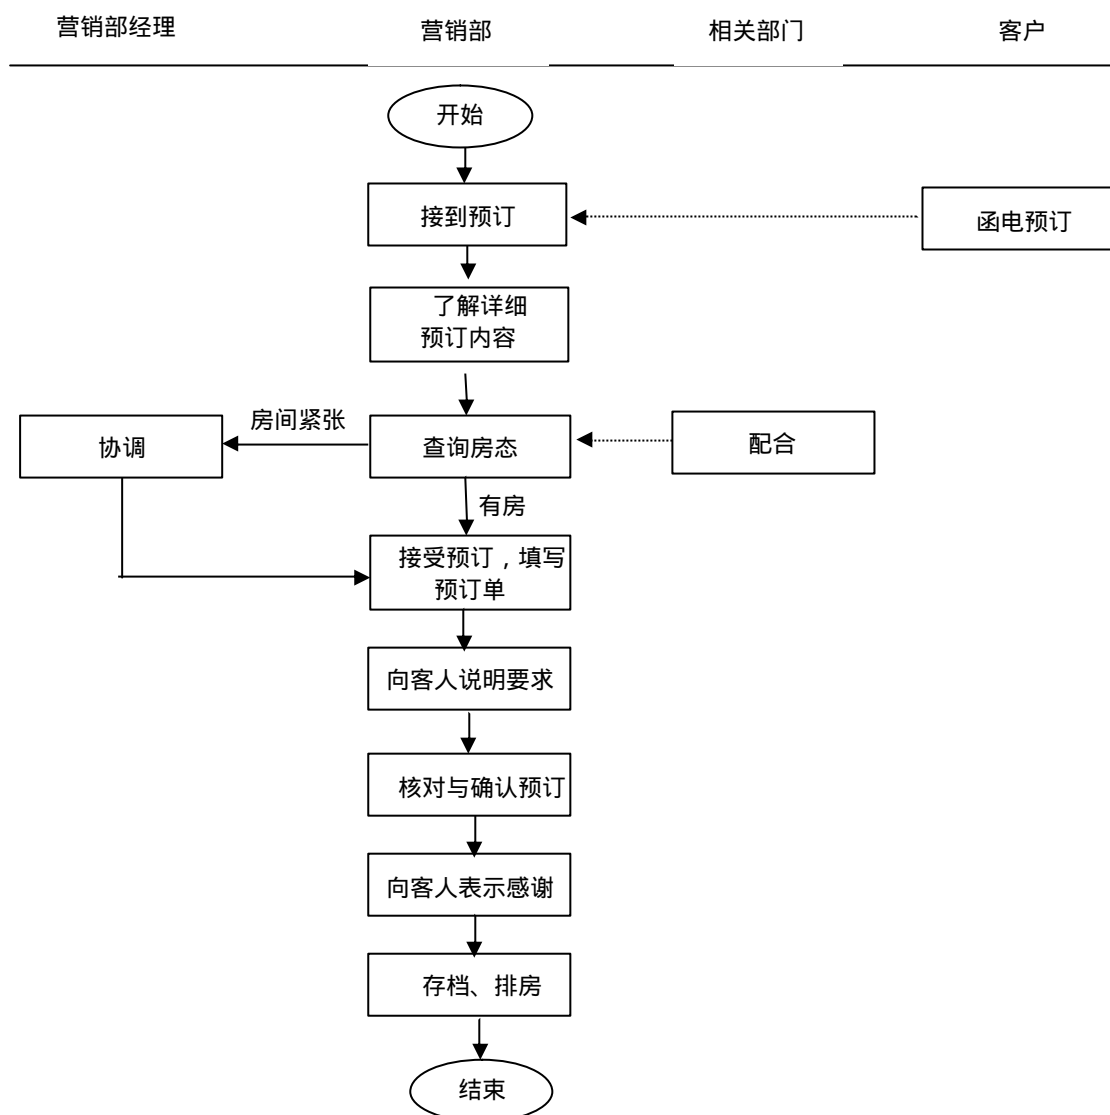 营销部经理
营销部
相关部门
客户
开始
接到预订
函电预订
了解详细
预订内容
房间紧张
协调
查询房态
配合
有房
接受预订，填写
预订单
向客人说明要求
核对与确认预订
向客人表示感谢
存档、排房
结束